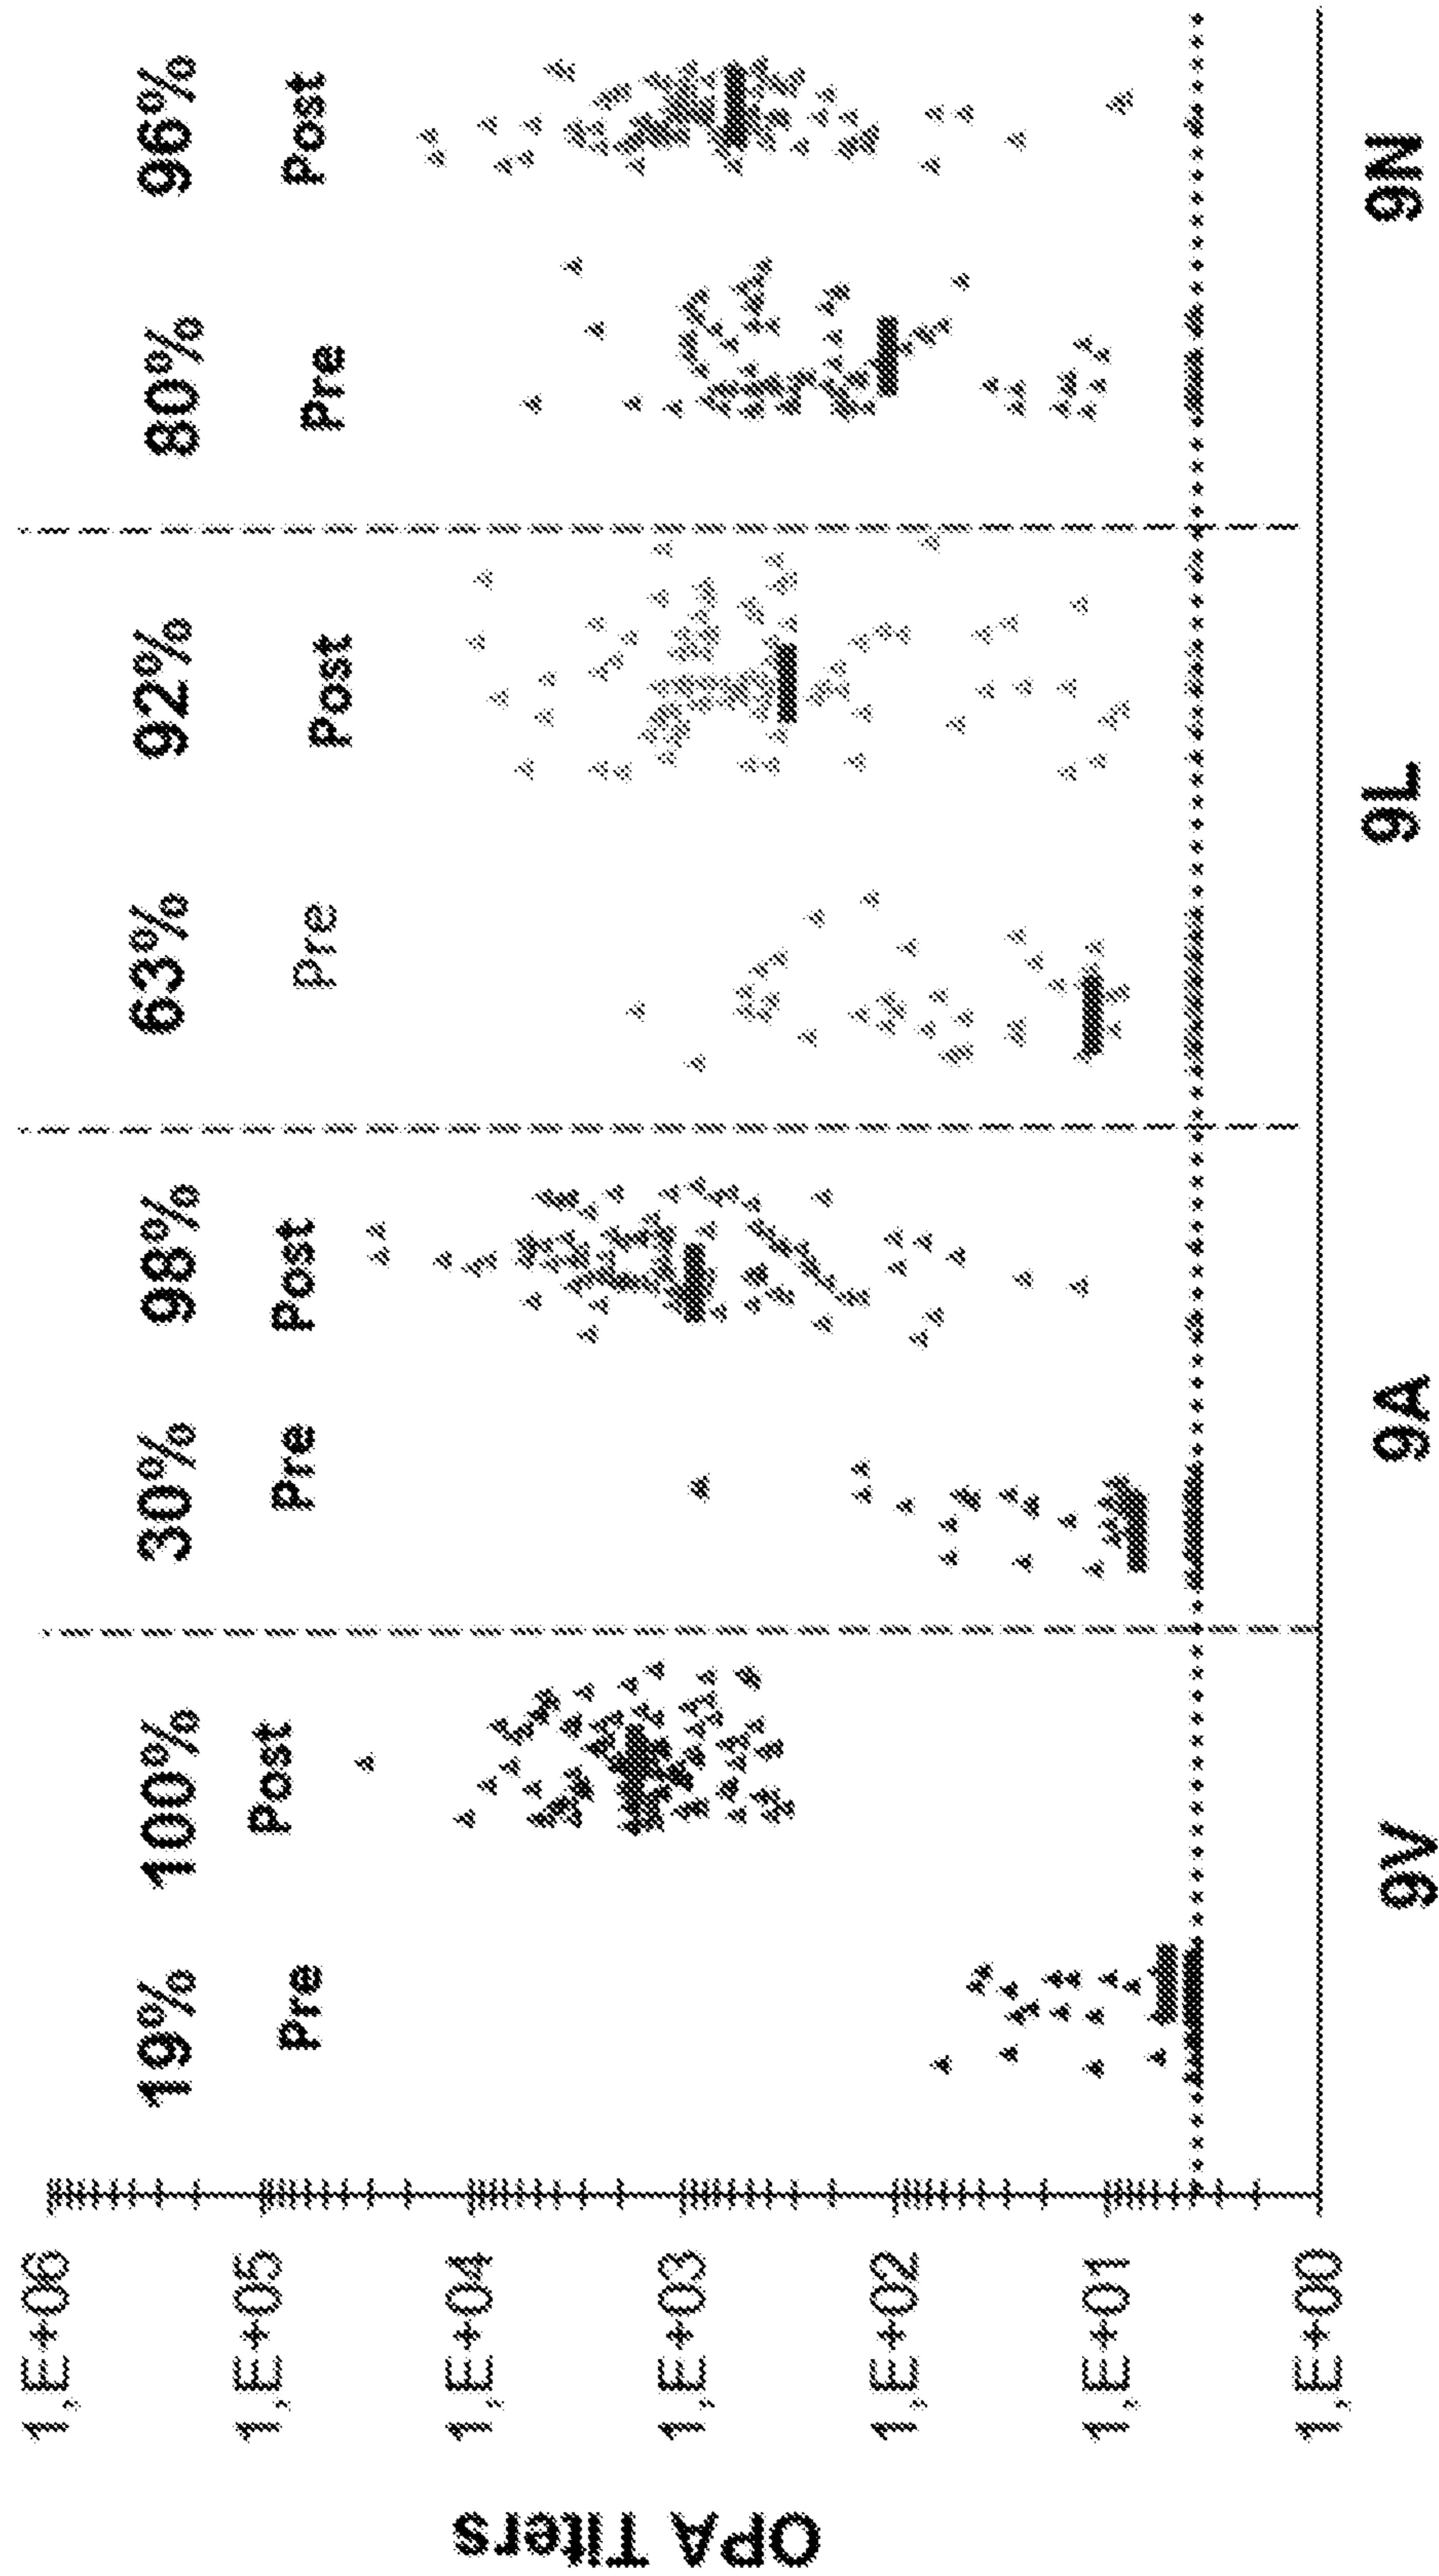 19% 100% 30% 98% 63% 92% 80% 96%
Pre Post Pre Post Pre Post Pre Post
OPA Titers
1,E+06
1,E+05
1,E+04
1,E+03
1,E+02
1,E+01
1,E+00
9V 9A 9L 9N